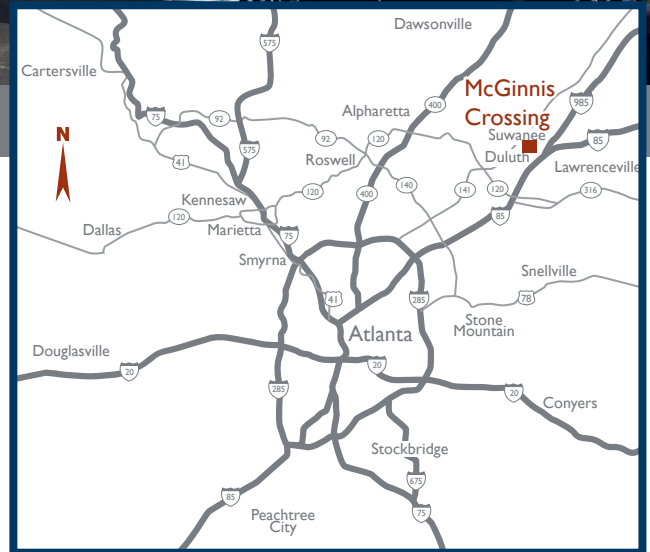 Dawsonville
575
Cartersville
McGinnis
Crossing
400
985
Alpharetta
75
92
N
Suwanee
92
120
85
575
Duluth
Roswell
41
Lawrenceville
Kennesaw
120
400
140
141
120
316
Dallas
120
Marietta
75
85
Smyrna
Snellville
41
285
78
Stone
Mountain
Atlanta
Douglasville
20
20
285
20
Conyers
Stockbridge
675
85
75
Peachtree
City